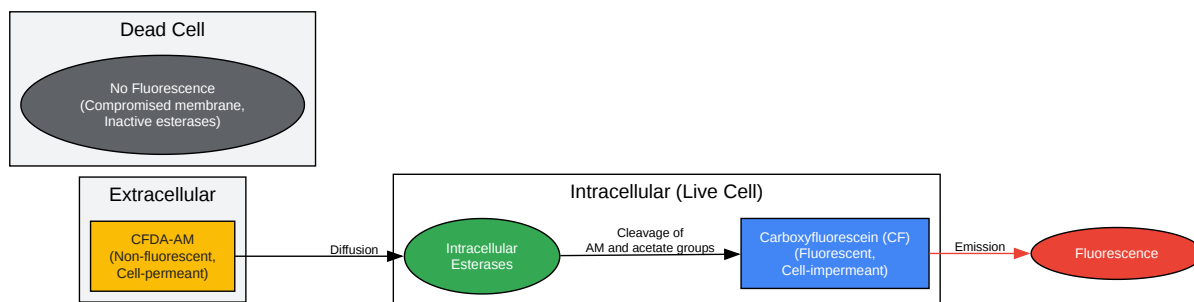 Dead Cell
No Fluorescence
(Compromised membrane,
Inactive esterases)
Extracellular
CFDA-AM
(Non-fluorescent,
Cell-permeant)
Diffusion
Intracellular (Live Cell)
Intracellular
Esterases
Cleavage of
AM and acetate groups
Carboxyfluorescein (CF)
(Fluorescent,
Cell-impermeant)
Emission
Fluorescence